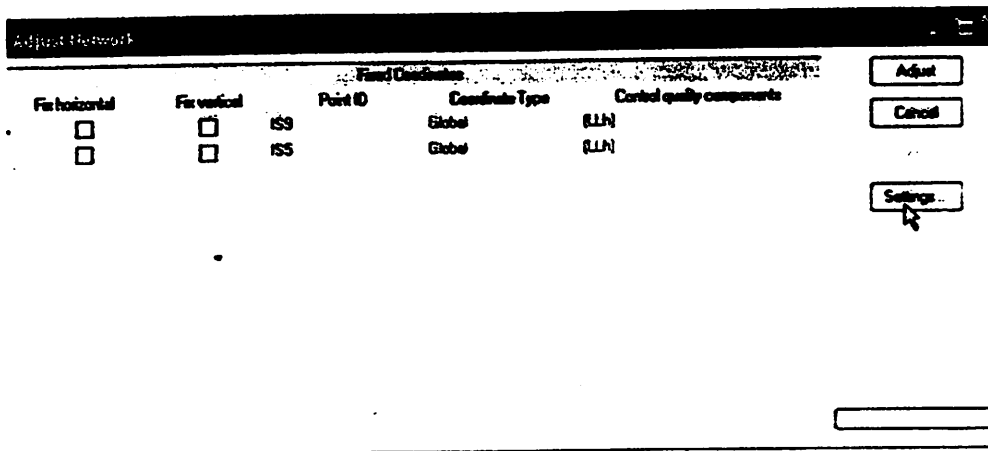 Adjust Network
Fixed Coordinates
Adjust
Fix horizontal Fix vertical Point ID Coordinate Type Control quality components
Cancel
IS9 Global (LLh)
IS5 Global (LLh)
Settings...